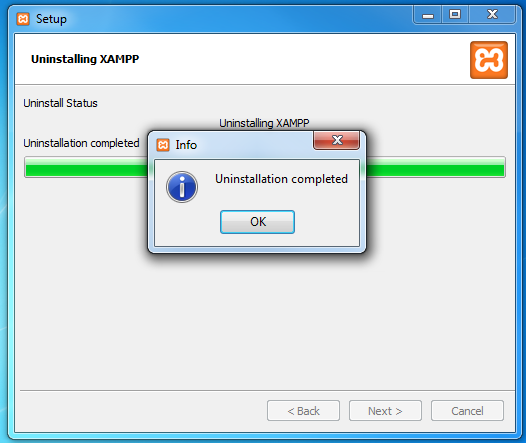 Setup
Uninstalling XAMPP
Uninstall Status
Uninstalling XAMPP
Uninstallation completed
Info
Uninstallation completed
OK
< Back
Next >
Cancel